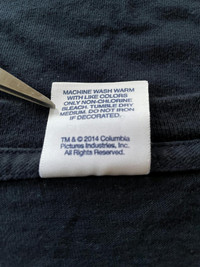 MACHINE WASH WARM
WITH LIKE COLORS
ONLY NON-CHLORINE
BLEACH. TUMBLE DRY
MEDIUM. DO NOT IRON
IF DECORATED.
TM & © 2014 Columbia
Pictures Industries, Inc.
All Rights Reserved.